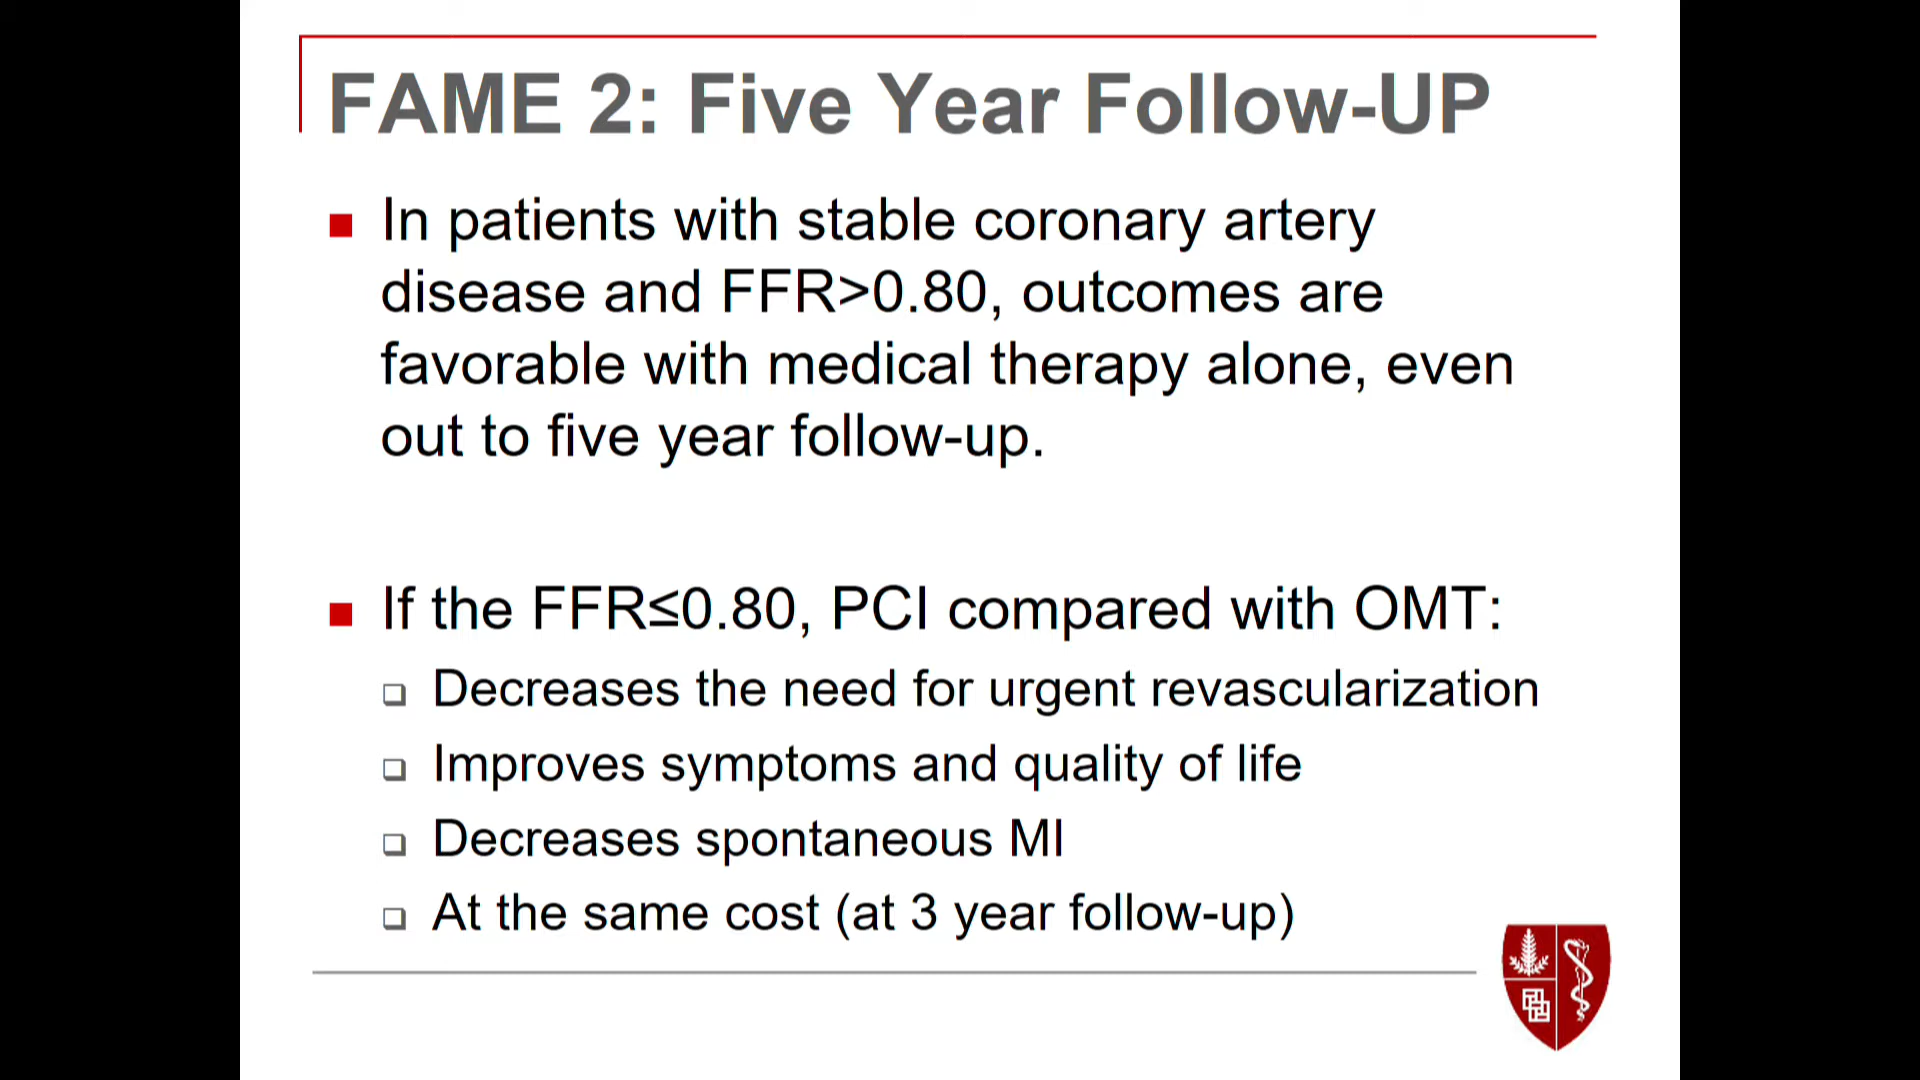 FAME 2: Five Year Follow-UP
In patients with stable coronary artery
disease and FFR>0.80, outcomes are
favorable with medical therapy alone, even
out to five year follow-up.
If the FFR≤0.80, PCI compared with OMT:
Decreases the need for urgent revascularization
Improves symptoms and quality of life
Decreases spontaneous MI
At the same cost (at 3 year follow-up)